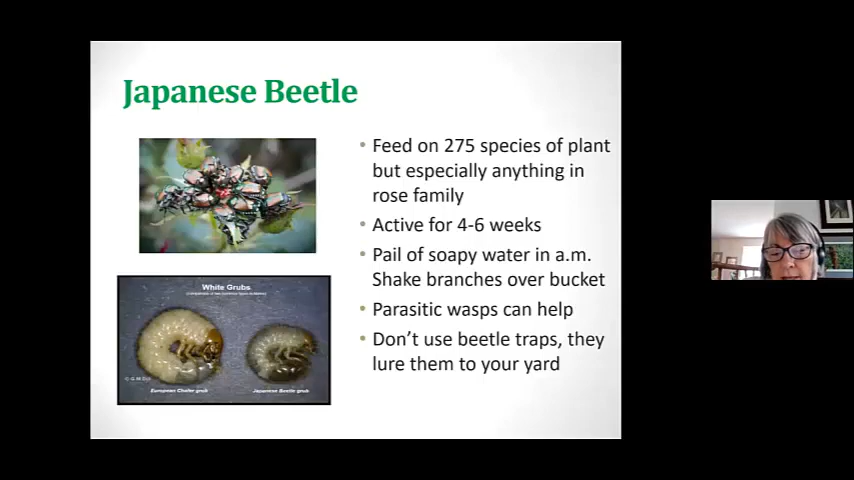 Japanese Beetle
Feed on 275 species of plant
but especially anything in
rose family
Active for 4-6 weeks
Pail of soapy water in a.m.
Shake branches over bucket
Parasitic wasps can help
Don't use beetle traps, they
lure them to your yard
White Grubs
European Chafer grub
Japanese Beetle grub